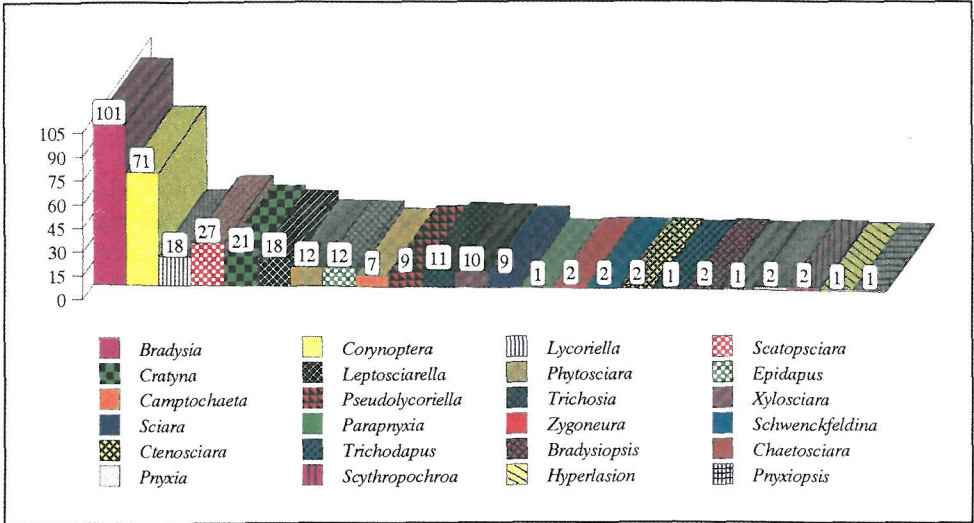 101
105
90
71
75
60
45
30
15
0
18 27 21 18 12 12 7 9 11 10 9 1 2 2 2 1 2 1 2 2 1 1
Bradysia Corynoptera Lycoriella Scatopsciara
Cratyna Leptosciarella Phytosciara Epidapus
Camptochaeta Pseudolycoriella Trichosia Xylosciara
Sciara Parapnyxia Zygoneura Schwenckfeldina
Ctenosciara Trichodapus Bradysiopsis Chaetosciara
Pnyxia Scythropochroa Hyperlasion Pnyxiopsis